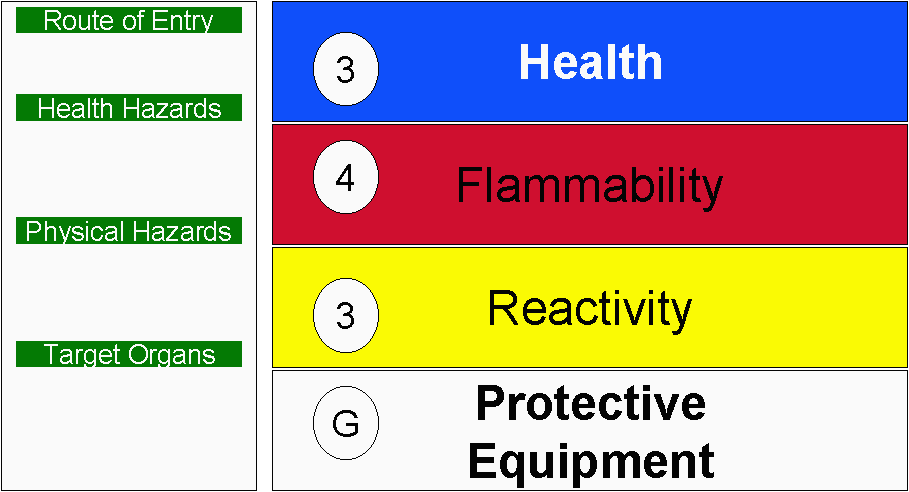 Route of Entry
Health Hazards
Physical Hazards
Target Organs
3
Health
4
Flammability
3
Reactivity
G
Protective
Equipment